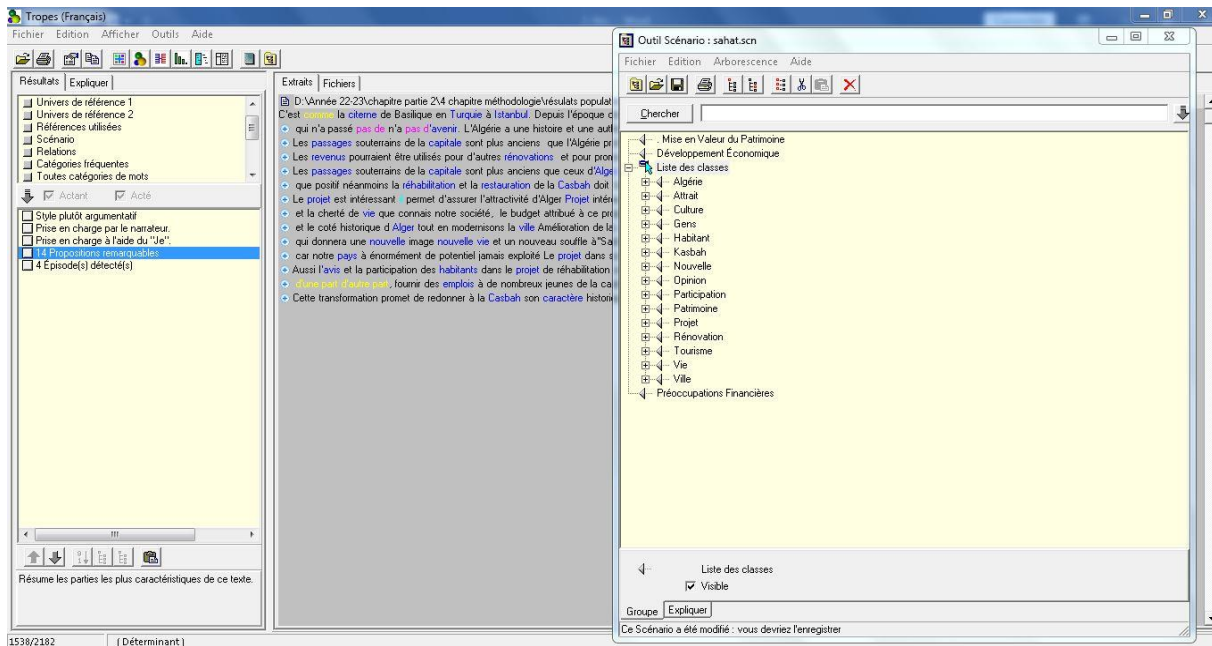 Tropes (Français)
Fichier Edition Afficher Outils Aide
Résultats Expliquer
Univers de référence 1
Univers de référence 2
Références utilisées
Scénario
Relations
Catégories fréquentes
Toutes catégories de mots
Actant Acté
Style plutôt argumentatif
Prise en charge par le narrateur.
Prise en charge à l'aide du "Je".
14 Propositions remarquables
4 Épisode(s) détecté(s)
Résume les parties les plus caractéristiques de ce texte.
1538/2182 (Déterminant)
Extraits Fichiers
D:\Année 22-23\chapitre partie 2\4 chapitre méthodologie\résulats populat
C'est comme la citerne de Basilique en Turquie à Istanbul. Depuis l'époque
qui n'a passé pas de n'a pas d'avenir. L'Algérie a une histoire et une
Les passages souterrains de la capitale sont plus anciens que l'Algérie
Les revenus pourraient être utilisés pour d'autres rénovations et pour
Les passages souterrains de la capitale sont plus anciens que ceux
que positif néanmoins la réhabilitation et la restauration de la Casbah doit
Le projet est intéressant permet d'assurer l'attractivité d'Alger Projet
et la cherté de vie que connais notre société, le budget attribué à ce
et le coté historique d Alger tout en modernisons la ville Amélioration de la
qui donnera une nouvelle image nouvelle vie et un nouveau souffle à"Sa
car notre pays à énormément de potentiel jamais exploité Le projet dans
Aussi l'avis et la participation des habitants dans le projet de réhabilitation
d'une part d'autre part, fournir des emplois à de nombreux jeunes de la
Cette transformation promet de redonner à la Casbah son caractère
Outil Scénario : sahat.scn
Fichier Edition Arborescence Aide
Chercher
. Mise en Valeur du Patrimoine
Développement Économique
Liste des classes
Algérie
Attrait
Culture
Gens
Habitant
Kasbah
Nouvelle
Opinion
Participation
Patrimoine
Projet
Rénovation
Tourisme
Vie
Ville
Préoccupations Financières
Liste des classes
Visible
Groupe Expliquer
Ce Scénario a été modifié : vous devriez l'enregistrer